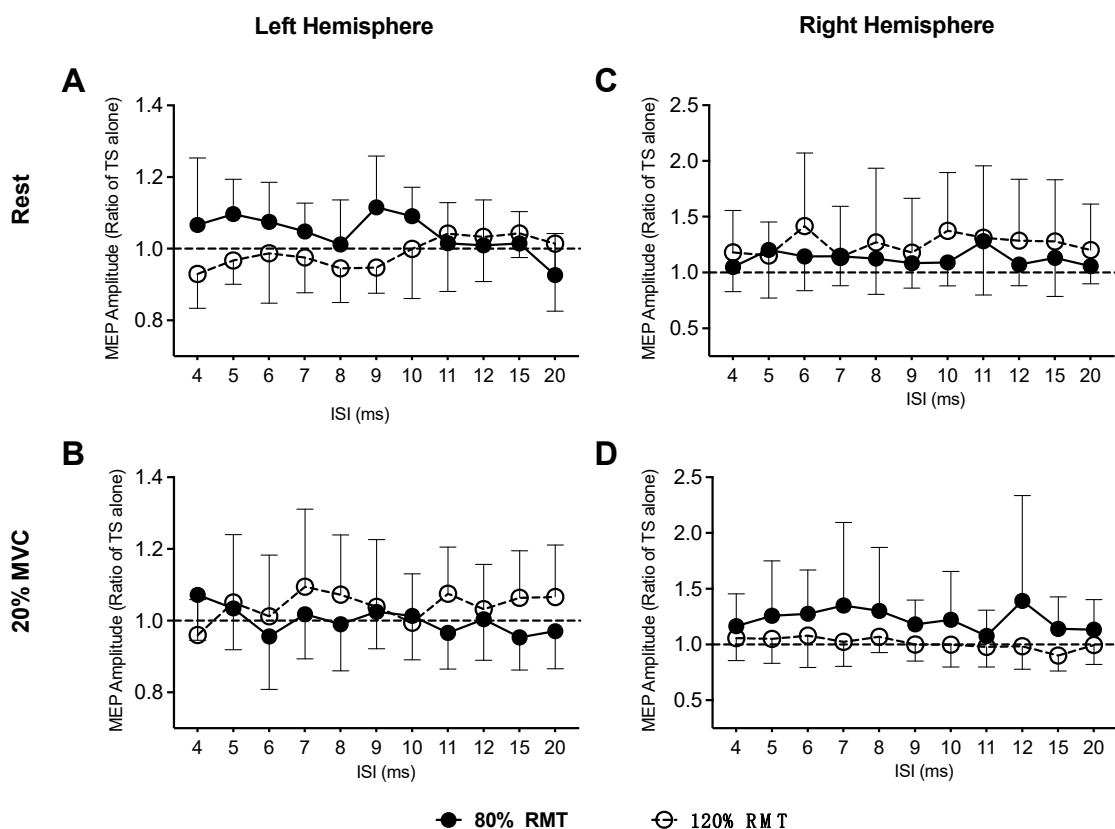 Left Hemisphere
Right Hemisphere
Rest
A
MEP Amplitude (Ratio of TS alone)
1.4
1.2
1.0
0.8
4 5 6 7 8 9 10 11 12 15 20
ISI (ms)
C
MEP Amplitude (Ratio of TS alone)
2.5
2.0
1.5
1.0
0.5
4 5 6 7 8 9 10 11 12 15 20
ISI (ms)
20% MVC
B
MEP Amplitude (Ratio of TS alone)
1.4
1.2
1.0
0.8
4 5 6 7 8 9 10 11 12 15 20
ISI (ms)
D
MEP Amplitude (Ratio of TS alone)
2.5
2.0
1.5
1.0
0.5
4 5 6 7 8 9 10 11 12 15 20
ISI (ms)
80% RMT
120% RMT